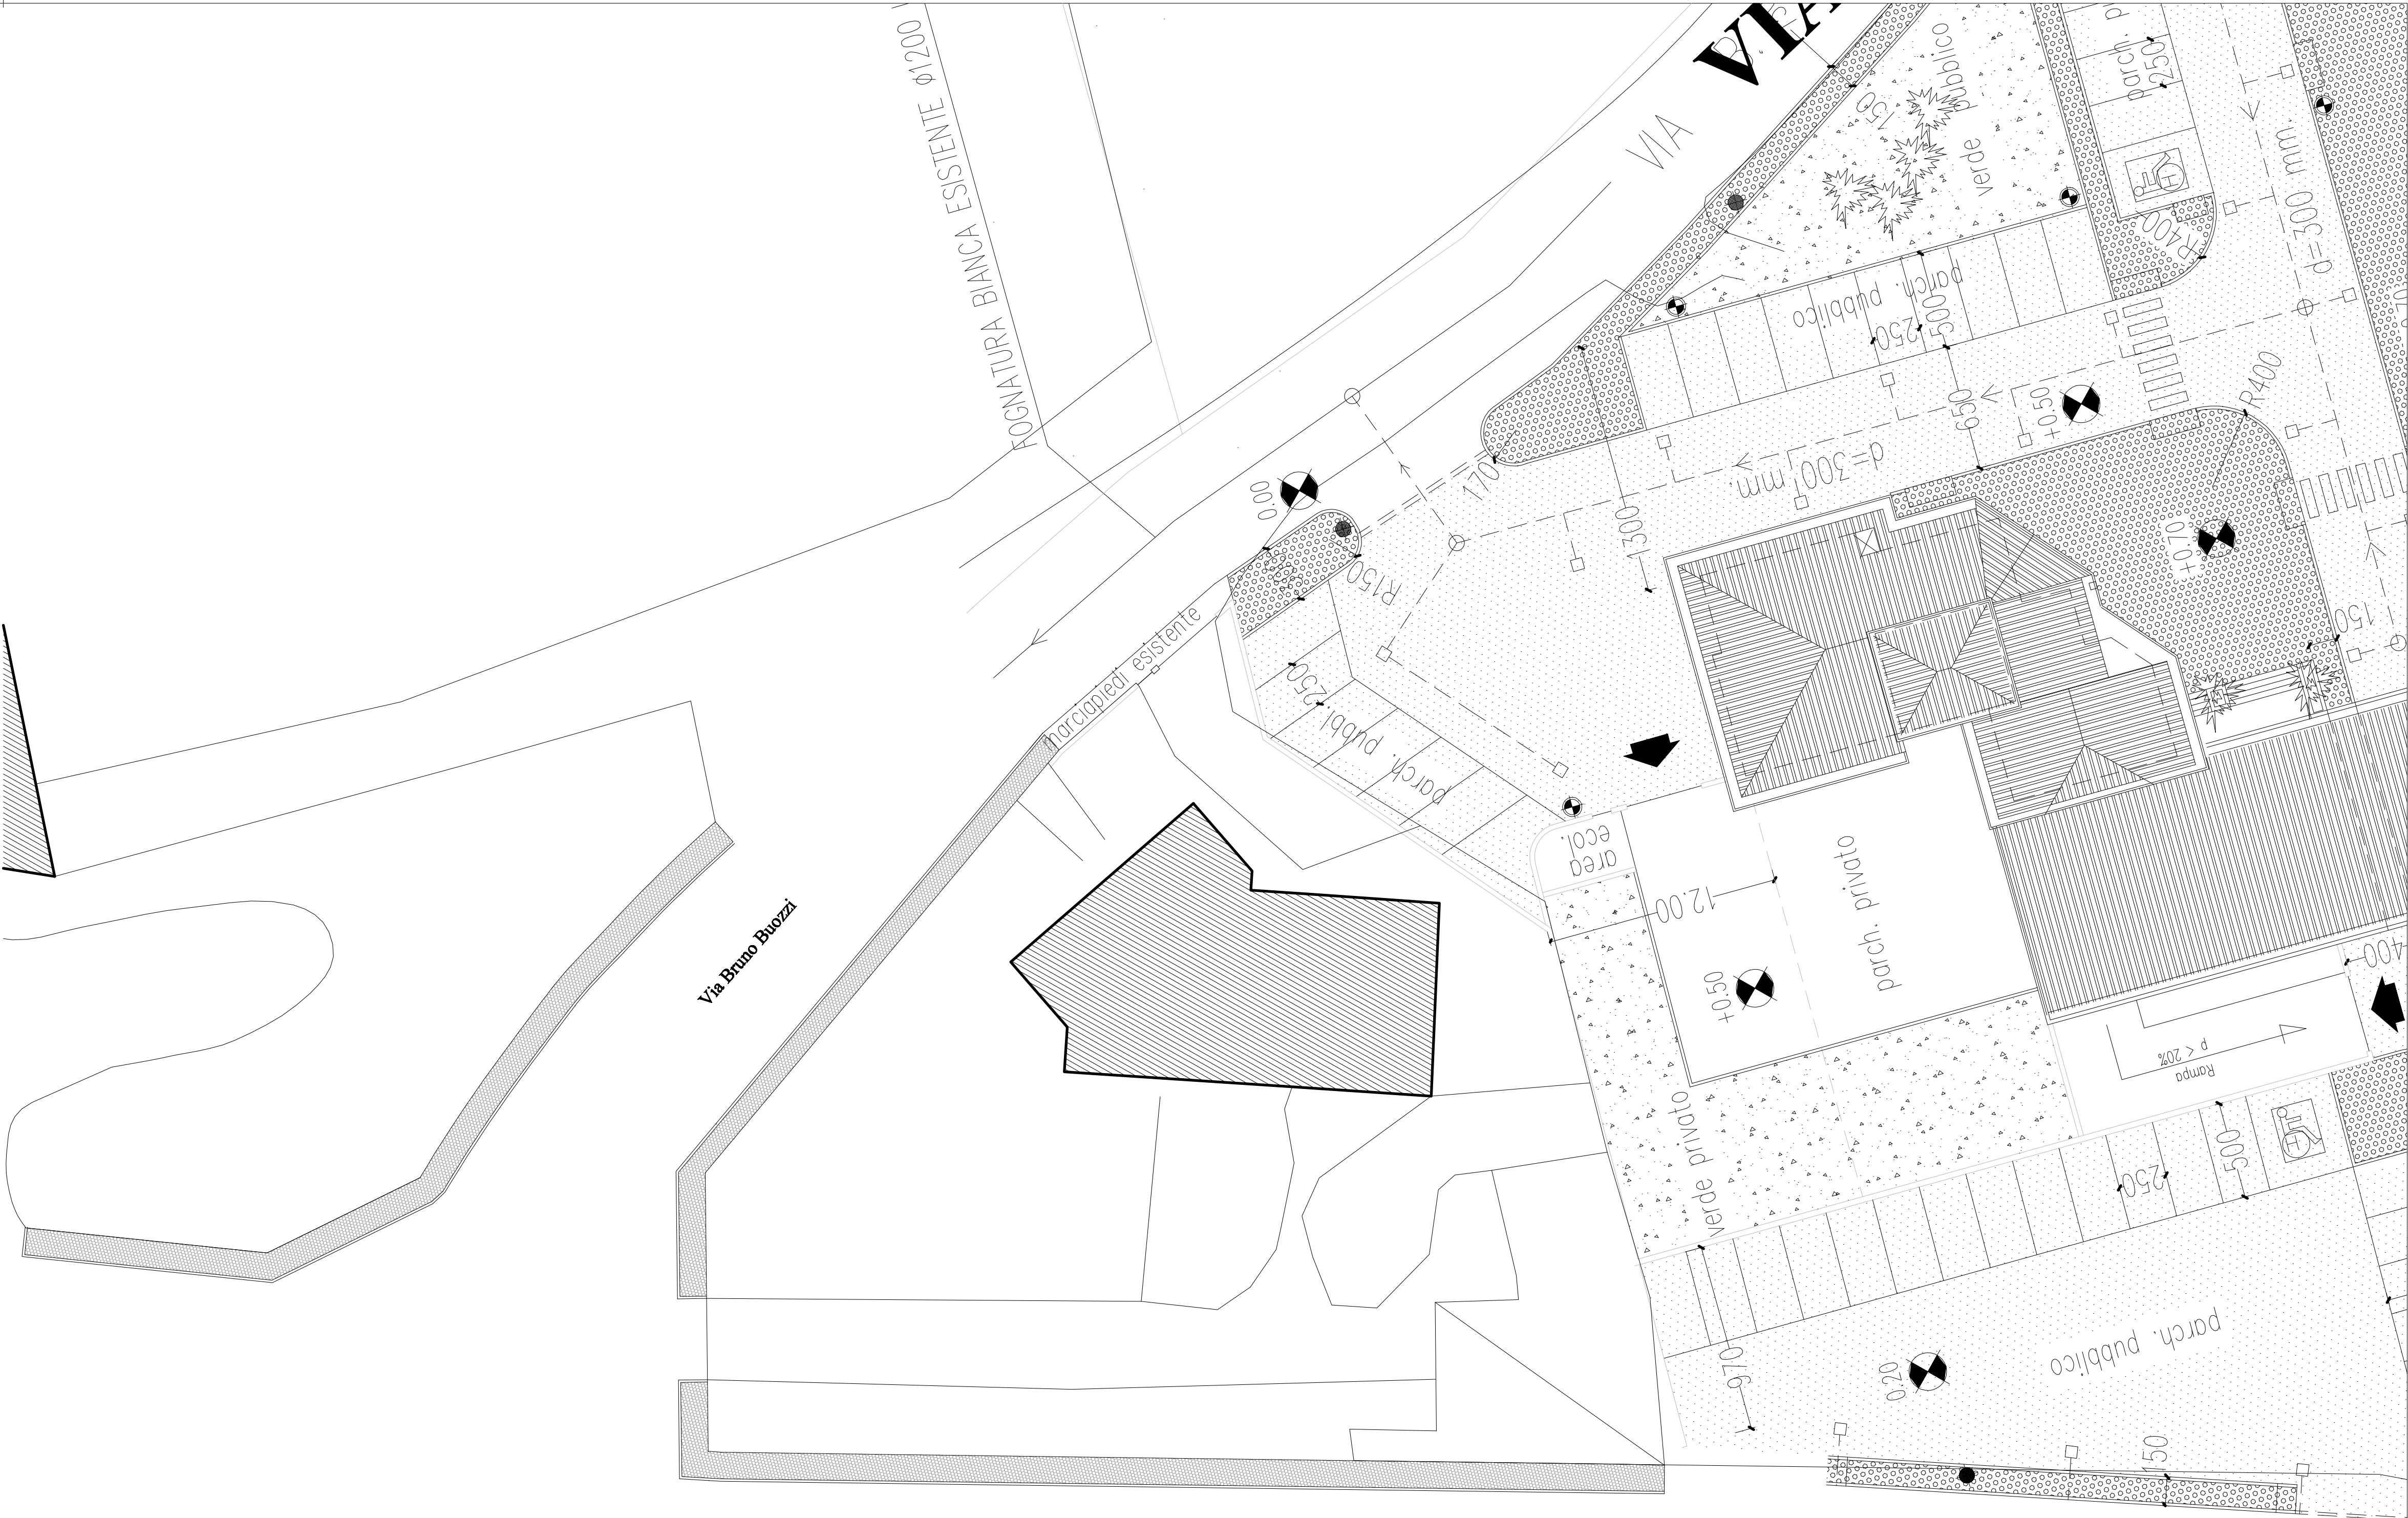 FOGNATURA BIANCA ESISTENTE ø1200
VIA
VIA
150
verde pubblico
parch.
250
R400
d=300 mm.
parch. pubblico
250
500
650
+0.50
R400
d=300 mm.
170
1300
0.00
R150
marciapiedi esistente
250
parch. pubbl.
+0.70
150
area
ecol.
12.00
parch. privato
+0.50
400
Via Bruno Buozzi
Rampa
P < 20%
verde privato
H
H
250
500
970
0.20
parch. pubblico
150